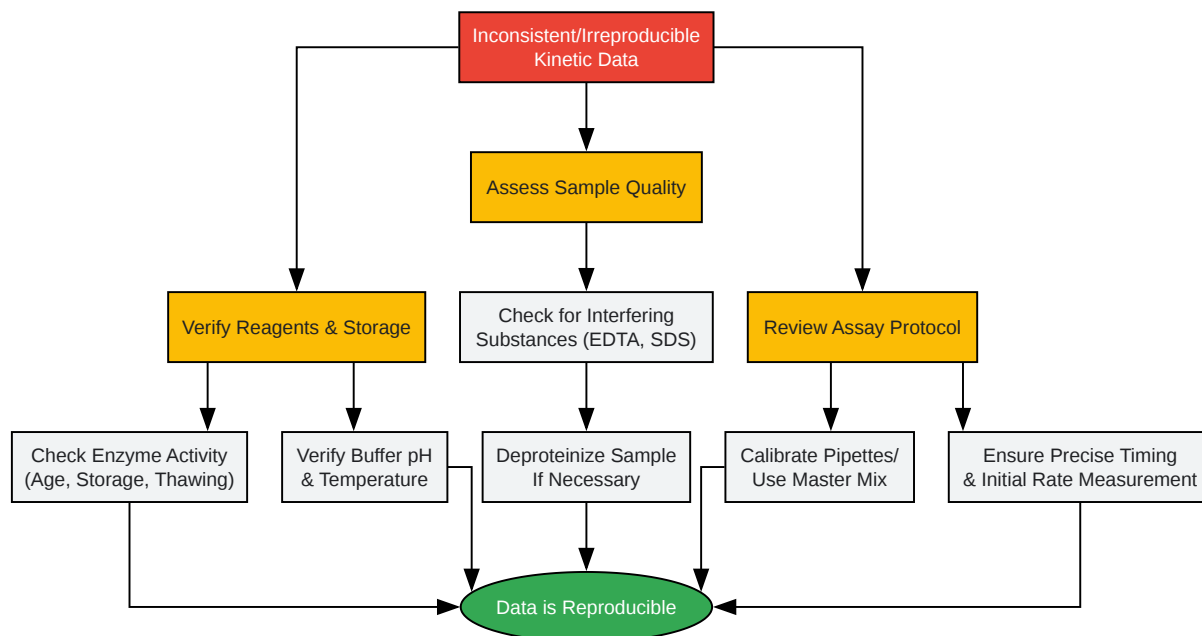 Inconsistent/Irreproducible
Kinetic Data
Assess Sample Quality
Verify Reagents & Storage
Check for Interfering
Substances (EDTA, SDS)
Review Assay Protocol
Check Enzyme Activity
(Age, Storage, Thawing)
Verify Buffer pH
& Temperature
Deproteinize Sample
If Necessary
Calibrate Pipettes/
Use Master Mix
Ensure Precise Timing
& Initial Rate Measurement
Data is Reproducible